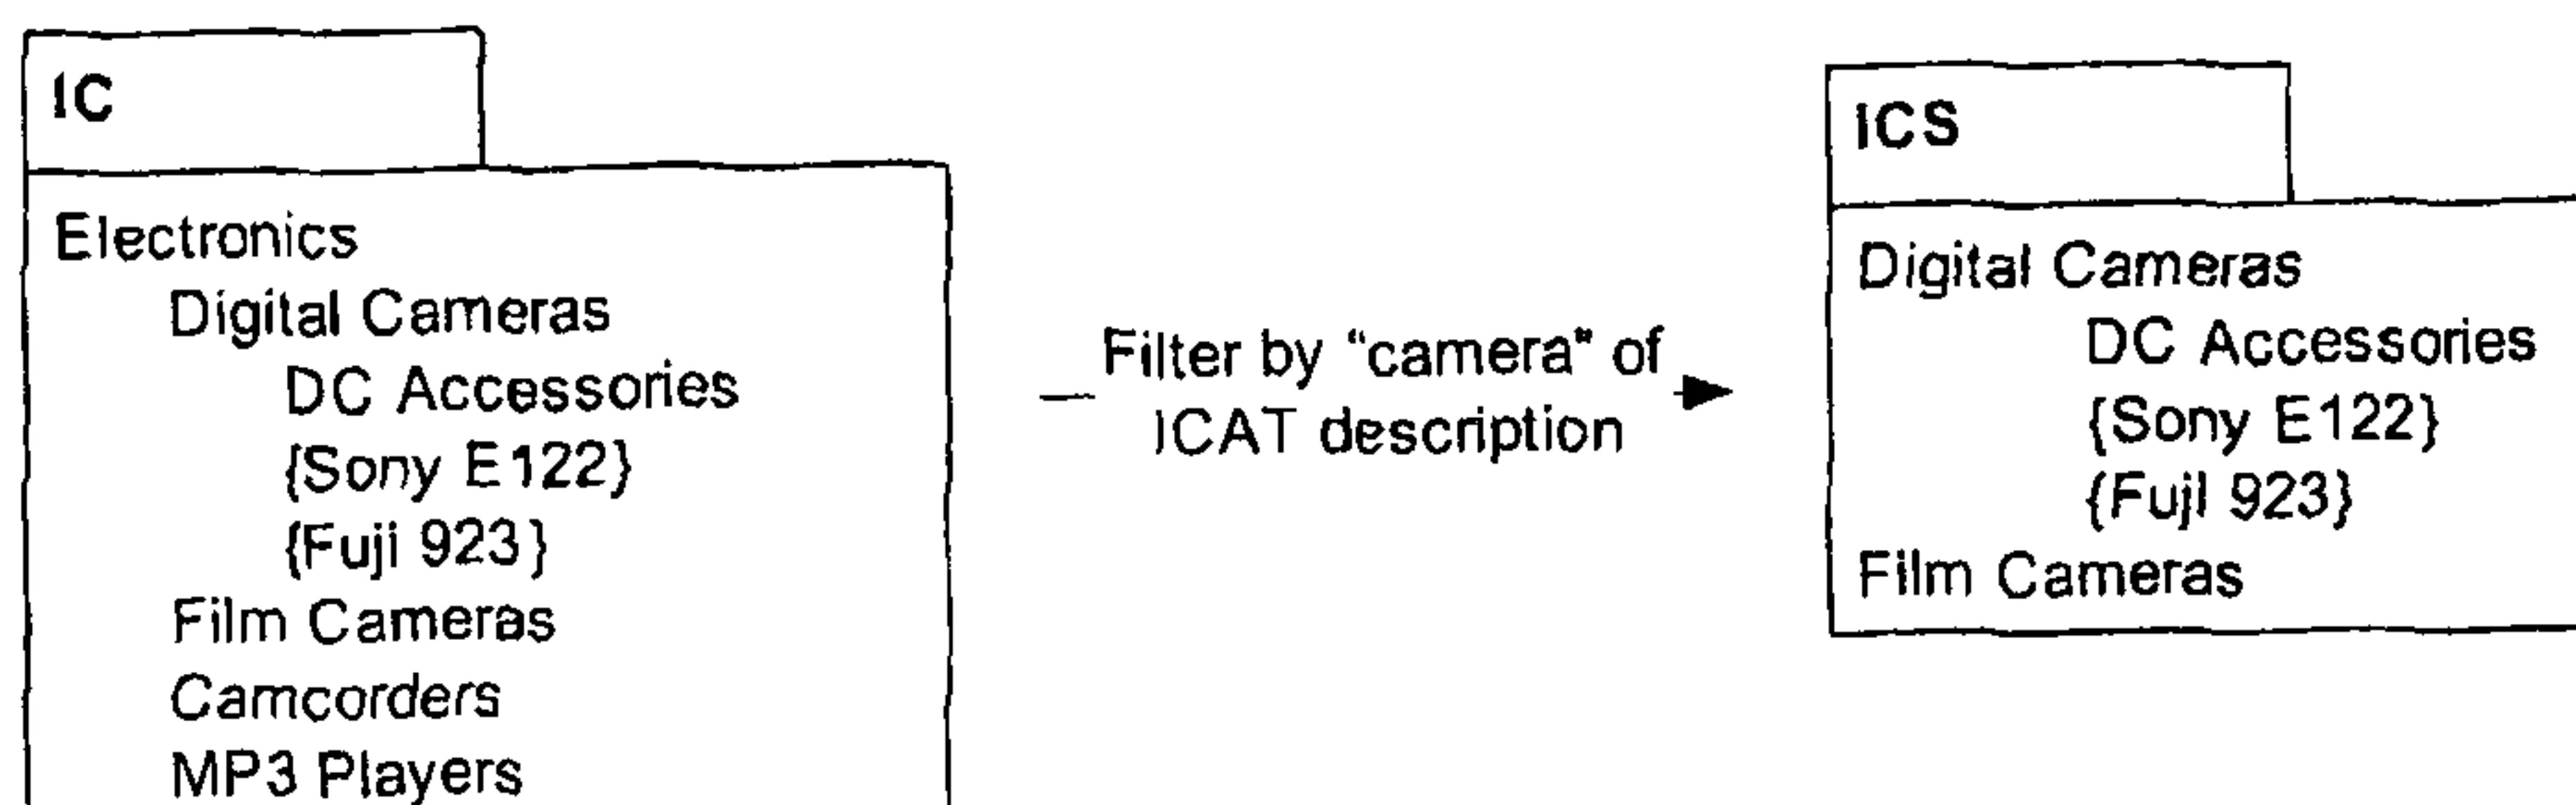 IC
Electronics
Digital Cameras
DC Accessories
{Sony E122}
{Fuji 923}
Film Cameras
Camcorders
MP3 Players
Filter by “camera” of
ICAT description
ICS
Digital Cameras
DC Accessories
{Sony E122}
{Fuji 923}
Film Cameras